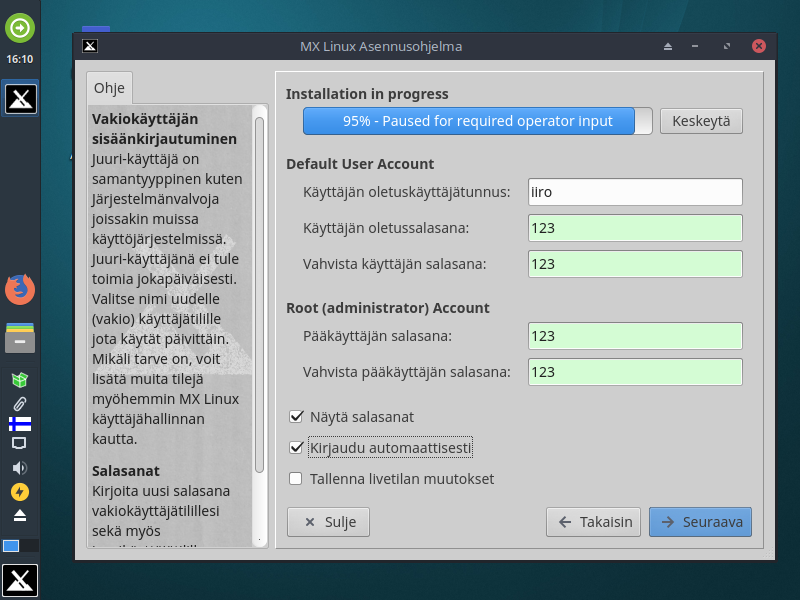 MX Linux Asennusohjelma
16:10
Ohje
Vakiokäyttäjän
sisäänkirjautuminen
Juuri-käyttäjä on
samantyyppinen kuten
Järjestelmänvalvoja
joissakin muissa
käyttöjärjestelmissä.
Juuri-käyttäjänä ei tule
toimia jokapäiväisesti.
Valitse nimi uudelle
(vakio) käyttäjätilille
jota käytät päivittäin.
Mikäli tarve on, voit
lisätä muita tilejä
myöhemmin MX Linux
käyttäjähallinnan
kautta.
Salasanat
Kirjoita uusi salasana
vakiokäyttäjätilillesi
sekä myös
Installation in progress
95% - Paused for required operator input
Keskeytä
Default User Account
Käyttäjän oletuskäyttäjätunnus: iiro
Käyttäjän oletussalasana: 123
Vahvista käyttäjän salasana: 123
Root (administrator) Account
Pääkäyttäjän salasana: 123
Vahvista pääkäyttäjän salasana: 123
Näytä salasanat
Kirjaudu automaattisesti
Tallenna livetilan muutokset
Sulje
Takaisin
Seuraava